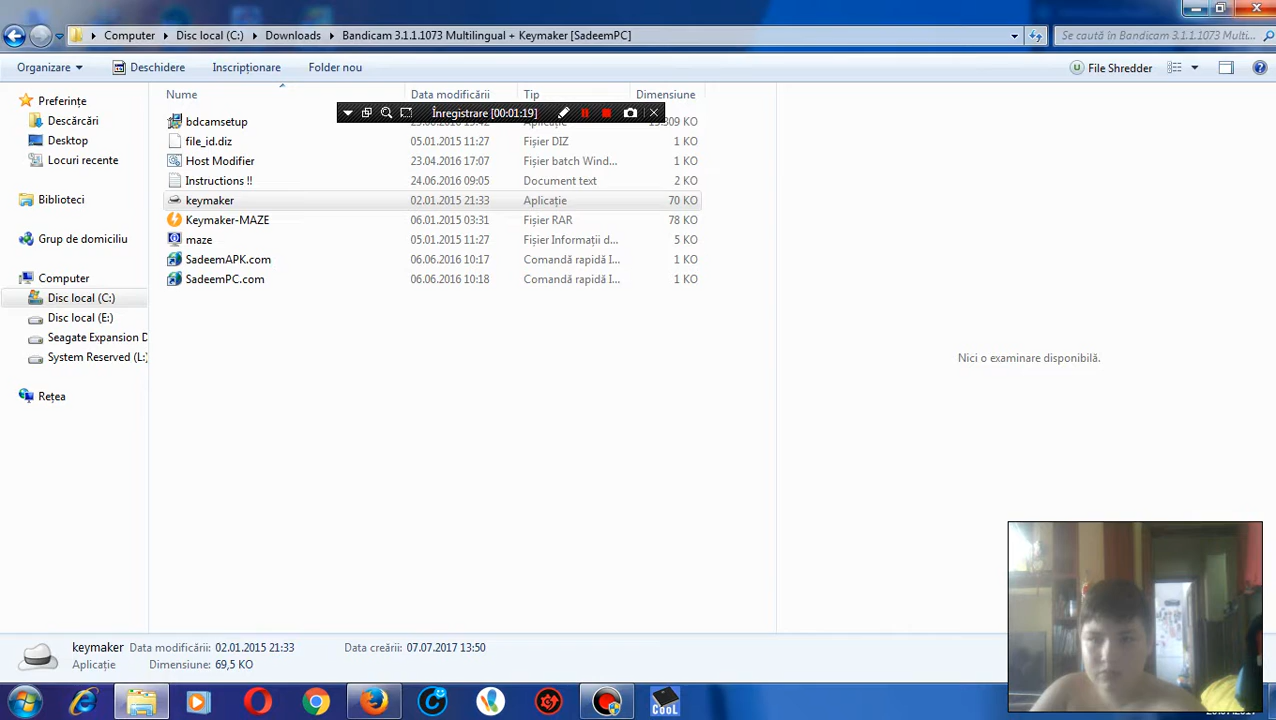 Computer ▸ Disc local (C:) ▸ Downloads ▸ Bandicam 3.1.1.1073 Multilingual + Keymaker [SadeemPC]
Se caută în Bandicam 3.1.1.1073 Multi...
Organizare Deschidere Inscripționare Folder nou File Shredder
Nume Data modificării Tip Dimensiune
Înregistrare [00:01:19]
bdcamsetup
file_id.diz 05.01.2015 11:27 Fișier DIZ 1 KO
Host Modifier 23.04.2016 17:07 Fișier batch Wind... 1 KO
Instructions !! 24.06.2016 09:05 Document text 2 KO
keymaker 02.01.2015 21:33 Aplicație 70 KO
Keymaker-MAZE 06.01.2015 03:31 Fișier RAR 78 KO
maze 05.01.2015 11:27 Fișier Informații d... 5 KO
SadeemAPK.com 06.06.2016 10:17 Comandă rapidă I... 1 KO
SadeemPC.com 06.06.2016 10:18 Comandă rapidă I... 1 KO
Preferințe
Descărcări
Desktop
Locuri recente
Biblioteci
Grup de domiciliu
Computer
Disc local (C:)
Disc local (E:)
Seagate Expansion D
System Reserved (L:)
Rețea
Nici o examinare disponibilă.
keymaker Data modificării: 02.01.2015 21:33 Data creării: 07.07.2017 13:50
Aplicație Dimensiune: 69,5 KO
COOL